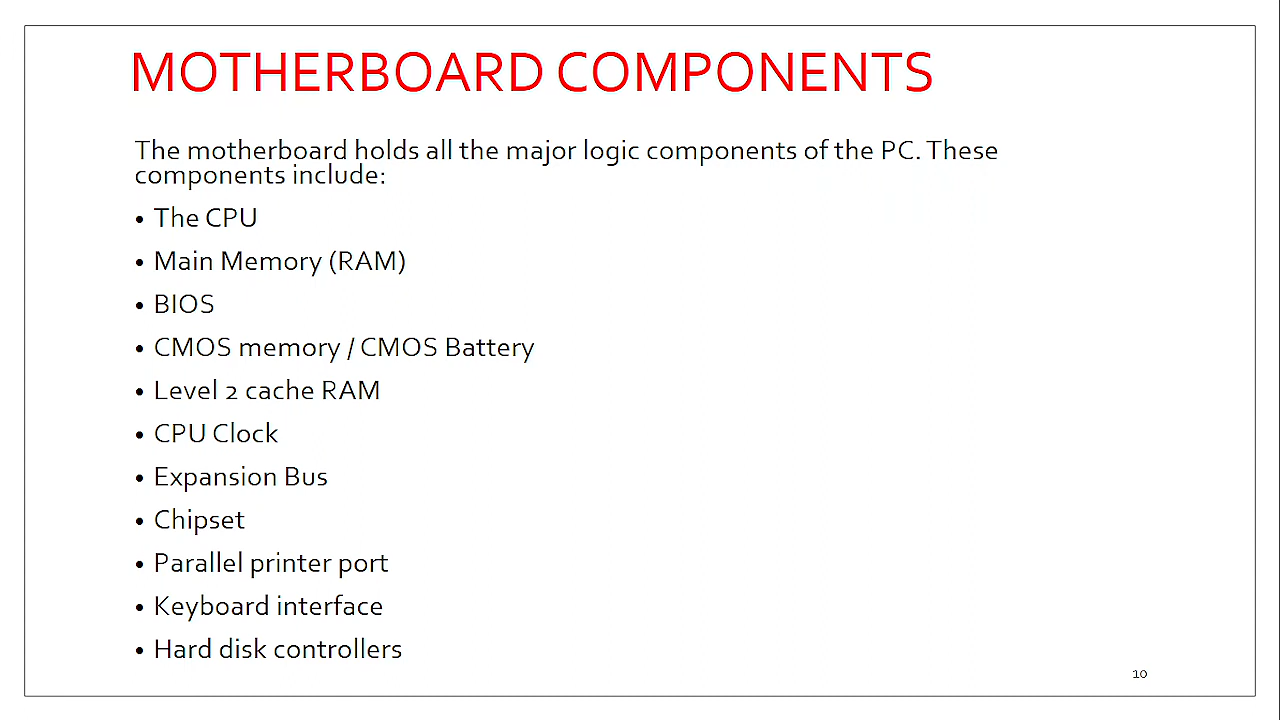 MOTHERBOARD COMPONENTS
The motherboard holds all the major logic components of the PC. These
components include:
• The CPU
• Main Memory (RAM)
• BIOS
• CMOS memory / CMOS Battery
• Level 2 cache RAM
• CPU Clock
• Expansion Bus
• Chipset
• Parallel printer port
• Keyboard interface
• Hard disk controllers
10